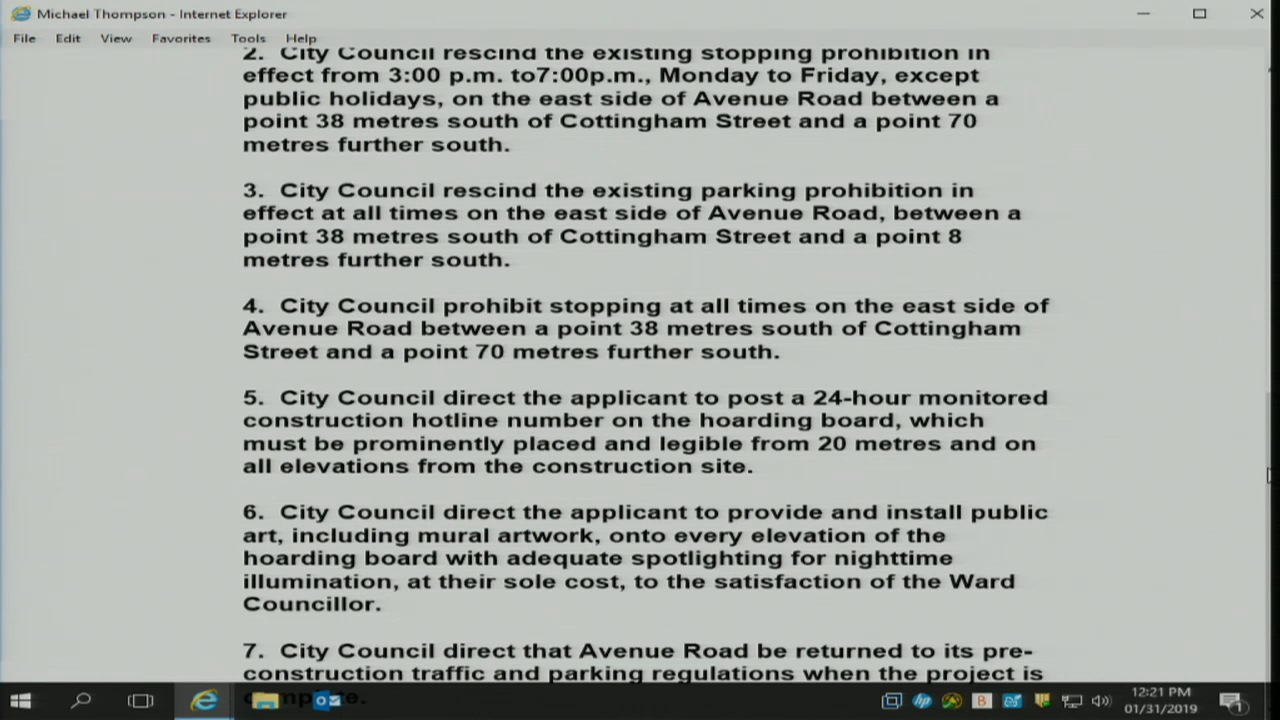 Michael Thompson - Internet Explorer
File Edit View Favorites Tools Help
2. City Council rescind the existing stopping prohibition in
effect from 3:00 p.m. to7:00p.m., Monday to Friday, except
public holidays, on the east side of Avenue Road between a
point 38 metres south of Cottingham Street and a point 70
metres further south.
3. City Council rescind the existing parking prohibition in
effect at all times on the east side of Avenue Road, between a
point 38 metres south of Cottingham Street and a point 8
metres further south.
4. City Council prohibit stopping at all times on the east side of
Avenue Road between a point 38 metres south of Cottingham
Street and a point 70 metres further south.
5. City Council direct the applicant to post a 24-hour monitored
construction hotline number on the hoarding board, which
must be prominently placed and legible from 20 metres and on
all elevations from the construction site.
6. City Council direct the applicant to provide and install public
art, including mural artwork, onto every elevation of the
hoarding board with adequate spotlighting for nighttime
illumination, at their sole cost, to the satisfaction of the Ward
Councillor.
7. City Council direct that Avenue Road be returned to its pre-
construction traffic and parking regulations when the project is
complete.
12:21 PM
01/31/2019